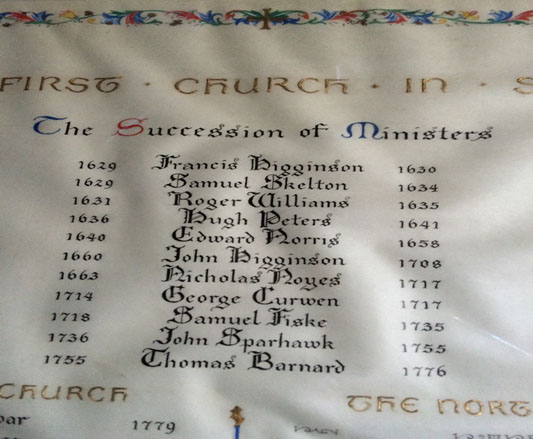 FIRST · CHURCH · IN · S
The Succession of Ministers
1629 Francis Higginson 1630
1629 Samuel Skelton 1634
1631 Roger Williams 1635
1636 Hugh Peters 1641
1640 Edward Norris 1658
1660 John Higginson 1708
1663 Nicholas Noyes 1717
1714 George Curwen 1717
1718 Samuel Fiske 1735
1736 John Sparhawk 1755
1755 Thomas Barnard 1776
CHURCH THE NORT
bar 1779